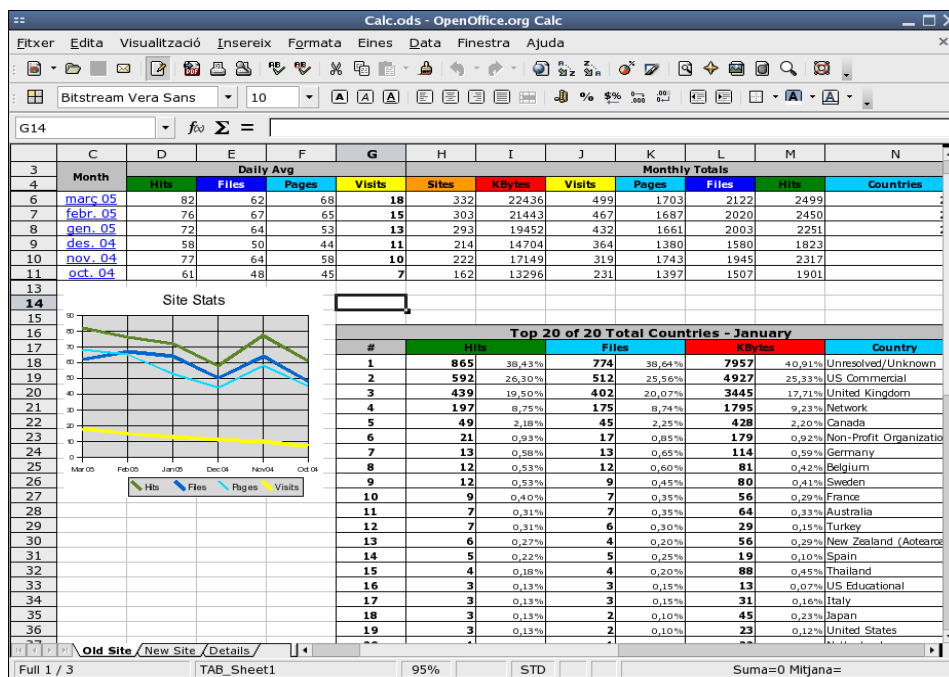 Calc.ods - OpenOffice.org Calc
Fitxer Edita Visualització Insereix Formata Eines Data Finestra Ajuda
Bitstream Vera Sans 10
G14 f(x) Σ =
C D E F G H I J K L M N
3 Month Daily Avg Monthly Totals
4 Hits Files Pages Visits Sites KBytes Visits Pages Files Hits Countries
6 març 05 82 62 68 18 332 22436 499 1703 2122 2499
7 febr. 05 76 67 65 15 303 21443 467 1687 2020 2450
8 gen. 05 72 64 53 13 293 19452 432 1661 2003 2251
9 des. 04 58 50 44 11 214 14704 364 1380 1580 1823
10 nov. 04 77 64 58 10 222 17149 319 1743 1945 2317
11 oct. 04 61 48 45 7 162 13296 231 1397 1507 1901
13
14
15
Site Stats
90
80
70
60
50
40
30
20
10
0
Mar 05 Feb 05 Jan 05 Dec 04 Nov 04 Oct 04
Hits Files Pages Visits
16 Top 20 of 20 Total Countries - January
17 # Hits Files KBytes Country
18 1 865 38,43% 774 38,64% 7957 40,91% Unresolved/Unknown
19 2 592 26,30% 512 25,56% 4927 25,33% US Commercial
20 3 439 19,50% 402 20,07% 3445 17,71% United Kingdom
21 4 197 8,75% 175 8,74% 1795 9,23% Network
22 5 49 2,18% 45 2,25% 428 2,20% Canada
23 6 21 0,93% 17 0,85% 179 0,92% Non-Profit Organizatio
24 7 13 0,58% 13 0,65% 114 0,59% Germany
25 8 12 0,53% 12 0,60% 81 0,42% Belgium
26 9 12 0,53% 9 0,45% 80 0,41% Sweden
27 10 9 0,40% 7 0,35% 56 0,29% France
28 11 7 0,31% 7 0,35% 64 0,33% Australia
29 12 7 0,31% 6 0,30% 29 0,15% Turkey
30 13 6 0,27% 4 0,20% 56 0,29% New Zealand (Aotearoa
31 14 5 0,22% 5 0,25% 19 0,10% Spain
32 15 4 0,18% 4 0,20% 88 0,45% Thailand
33 16 3 0,13% 3 0,15% 13 0,07% US Educational
34 17 3 0,13% 3 0,15% 31 0,16% Italy
35 18 3 0,13% 2 0,10% 45 0,23% Japan
36 19 3 0,13% 2 0,10% 23 0,12% United States
Old Site New Site Details
Full 1 / 3 TAB_Sheet1 95% STD Suma=0 Mitjana=